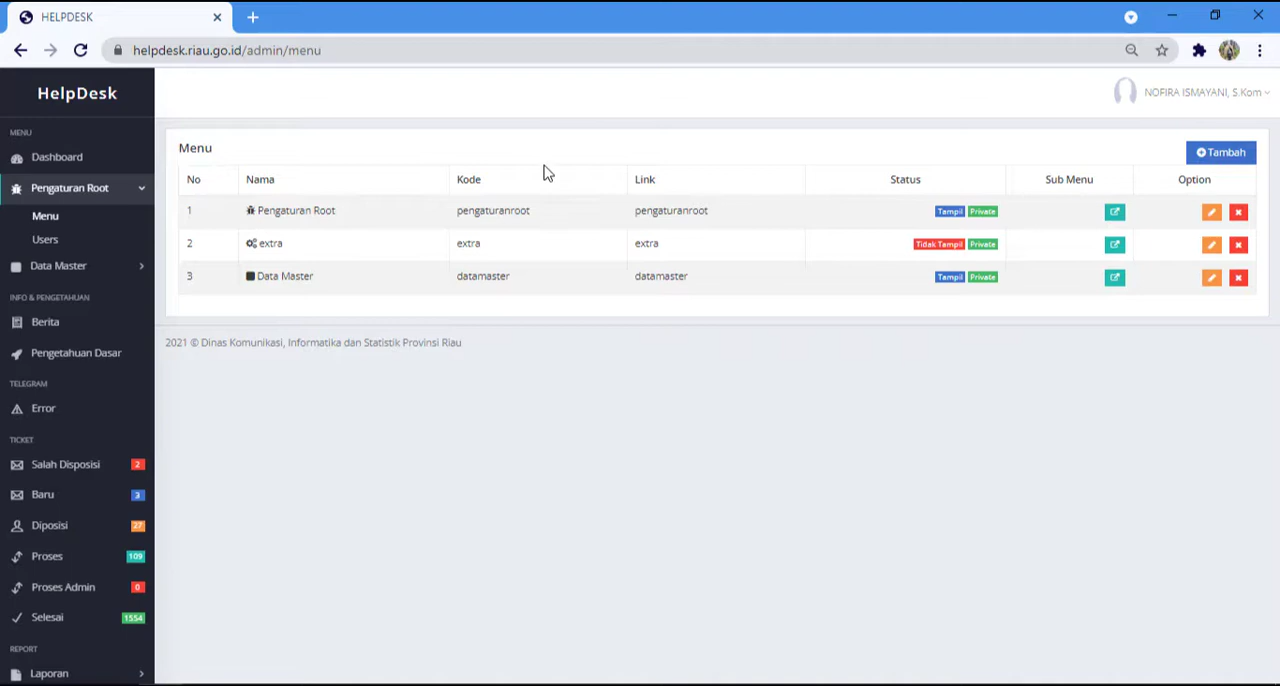 HELPDESK
helpdesk.riau.go.id/admin/menu
HelpDesk
NOFIRA ISMAYANI, S.Kom
MENU
Dashboard
Pengaturan Root
Menu
Users
Data Master
INFO & PENGETAHUAN
Berita
Pengetahuan Dasar
TELEGRAM
Error
TICKET
Salah Disposisi 2
Baru 3
Diposisi 27
Proses 109
Proses Admin 0
Selesai 1554
REPORT
Laporan
Menu
Tambah
No Nama Kode Link Status Sub Menu Option
1 Pengaturan Root pengaturanroot pengaturanroot Tampil Private
2 extra extra extra Tidak Tampil Private
3 Data Master datamaster datamaster Tampil Private
2021 © Dinas Komunikasi, Informatika dan Statistik Provinsi Riau